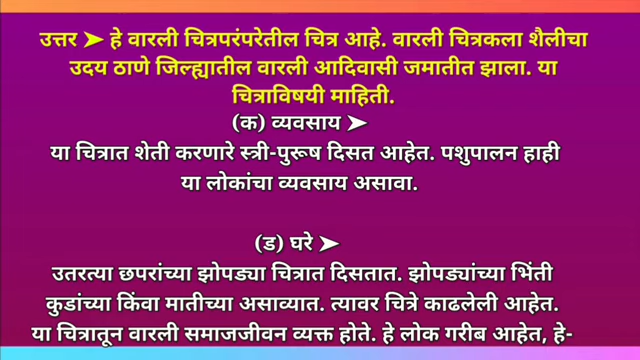 उत्तर ➤ हे वारली चित्रपरंपरेतील चित्र आहे. वारली चित्रकला शैलीचा
उदय ठाणे जिल्ह्यातील वारली आदिवासी जमातीत झाला. या
चित्राविषयी माहिती.
(क) व्यवसाय ➤
या चित्रात शेती करणारे स्त्री-पुरूष दिसत आहेत. पशुपालन हाही
या लोकांचा व्यवसाय असावा.
(ड) घरे ➤
उतरत्या छपरांच्या झोपड्या चित्रात दिसतात. झोपड्यांच्या भिंती
कुडांच्या किंवा मातीच्या असाव्यात. त्यावर चित्रे काढलेली आहेत.
या चित्रातून वारली समाजजीवन व्यक्त होते. हे लोक गरीब आहेत, हे-